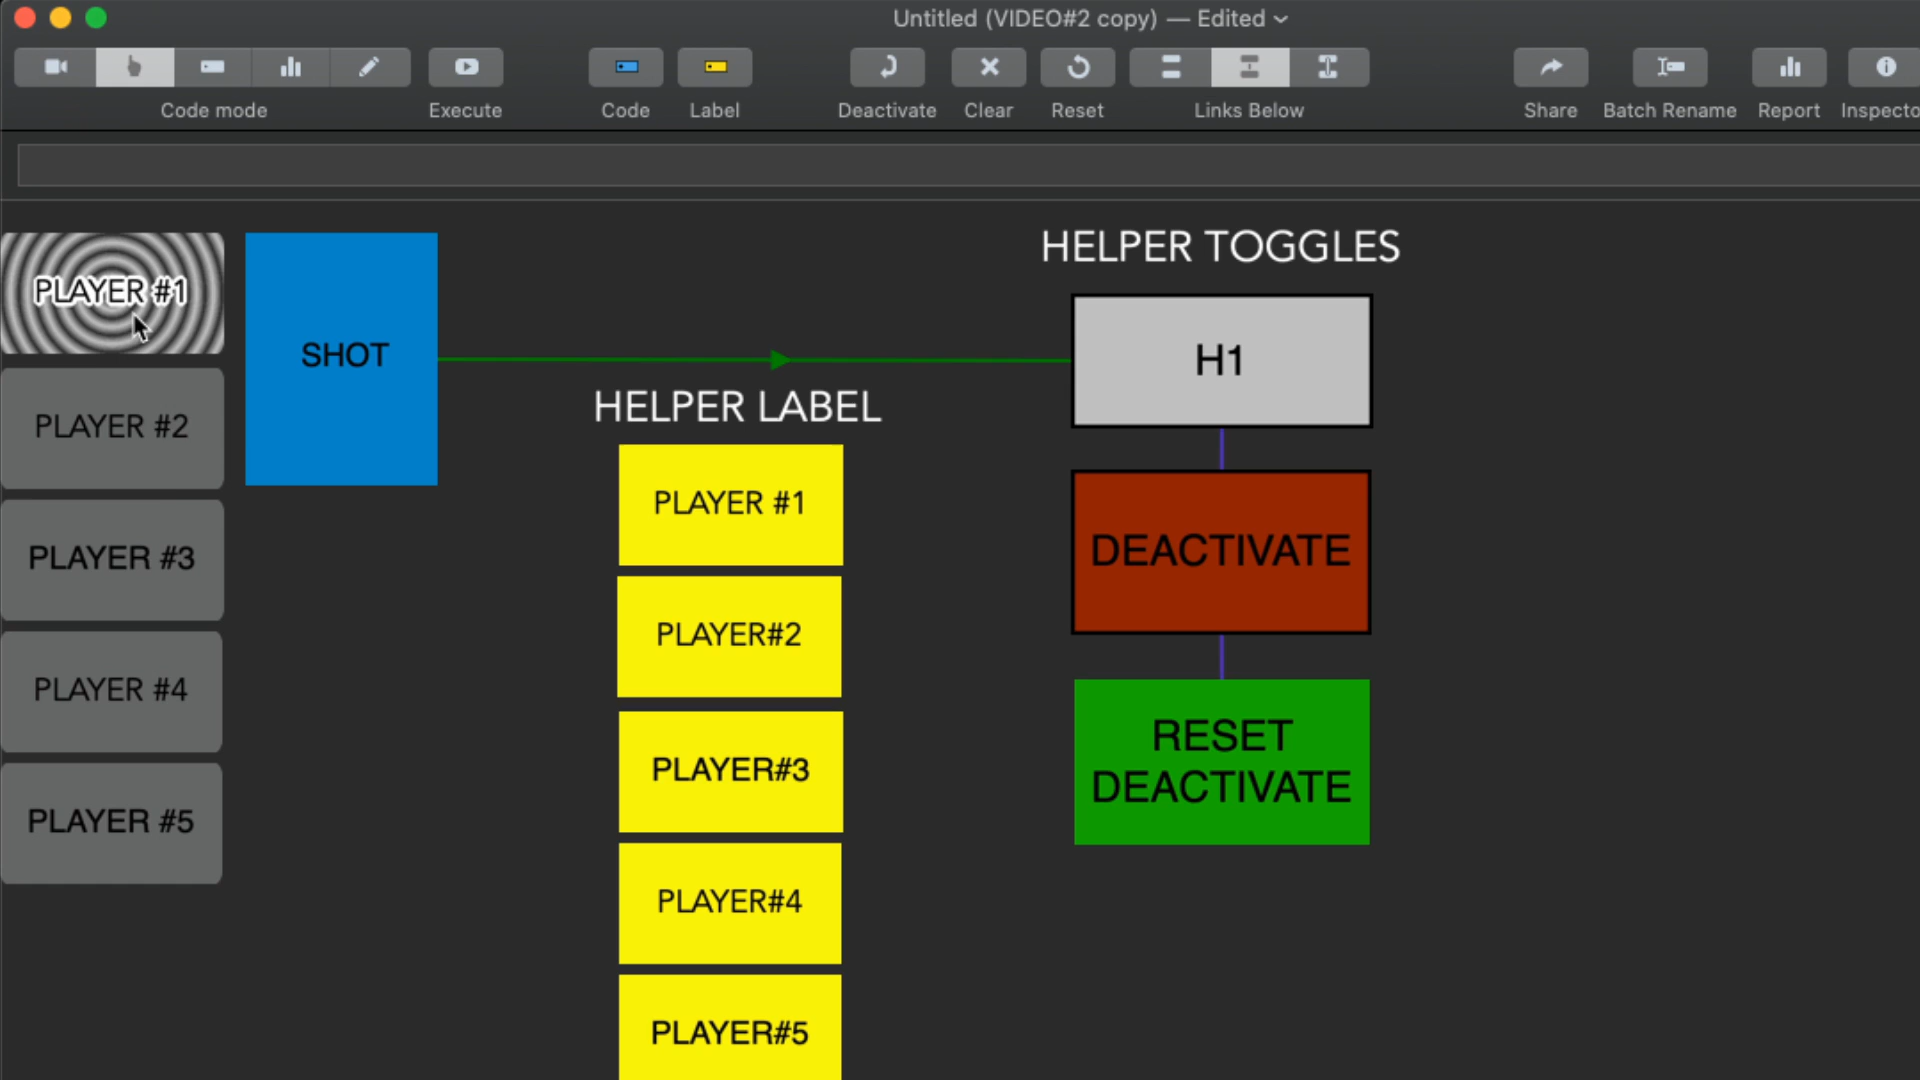 Untitled (VIDEO#2 copy) — Edited
Code mode
Execute
Code
Label
Deactivate
Clear
Reset
Links Below
Share
Batch Rename
Report
Inspecto
PLAYER #1
PLAYER #2
PLAYER #3
PLAYER #4
PLAYER #5
SHOT
HELPER LABEL
PLAYER #1
PLAYER#2
PLAYER#3
PLAYER#4
PLAYER#5
HELPER TOGGLES
H1
DEACTIVATE
RESET
DEACTIVATE